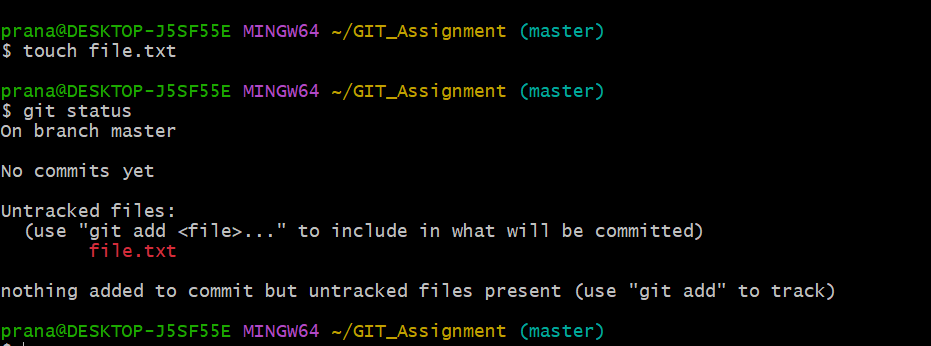 prana@DESKTOP-J5SF55E MINGW64 ~/GIT_Assignment (master)
$ touch file.txt
prana@DESKTOP-J5SF55E MINGW64 ~/GIT_Assignment (master)
$ git status
On branch master
No commits yet
Untracked files:
  (use "git add <file>..." to include in what will be committed)
        file.txt
nothing added to commit but untracked files present (use "git add" to track)
prana@DESKTOP-J5SF55E MINGW64 ~/GIT_Assignment (master)
$